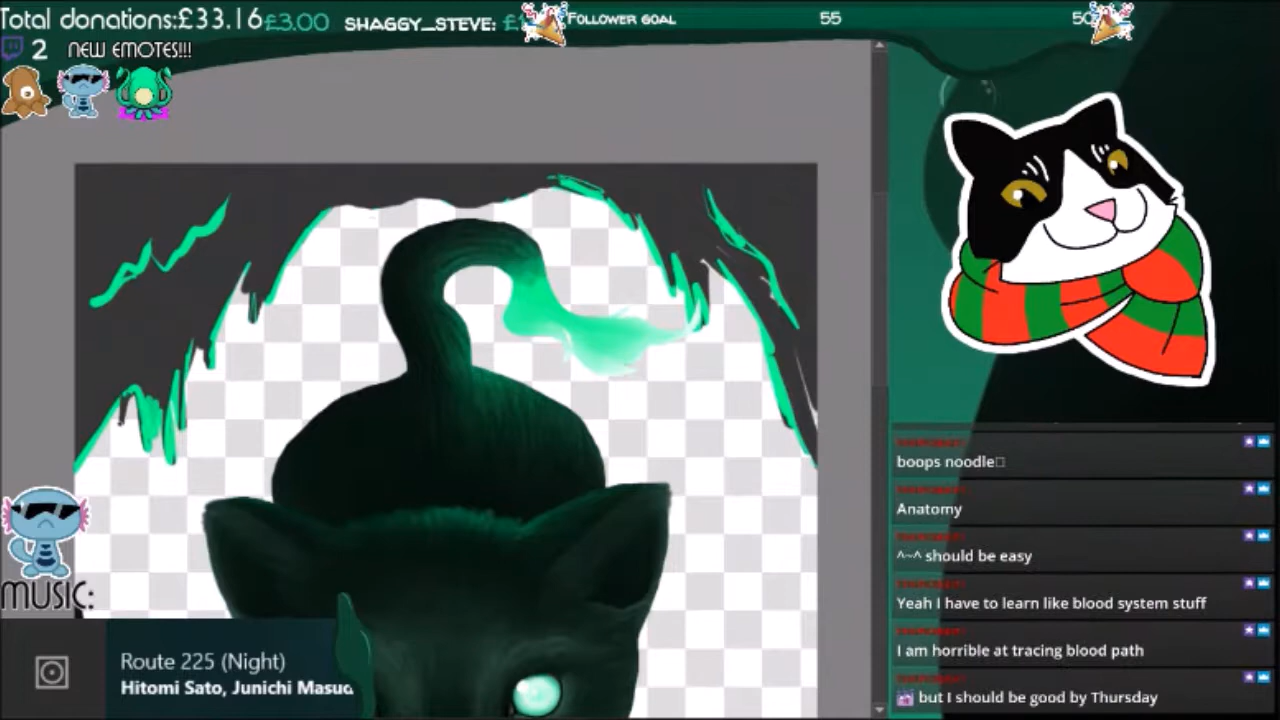 Total donations:£33.16
£3.00 SHAGGY_STEVE:
FOLLOWER GOAL 55
2 NEW EMOTES!!!
MUSIC:
Route 225 (Night)
Hitomi Sato, Junichi Masuda
boops noodle
Anatomy
^~^ should be easy
Yeah I have to learn like blood system stuff
I am horrible at tracing blood path
but I should be good by Thursday